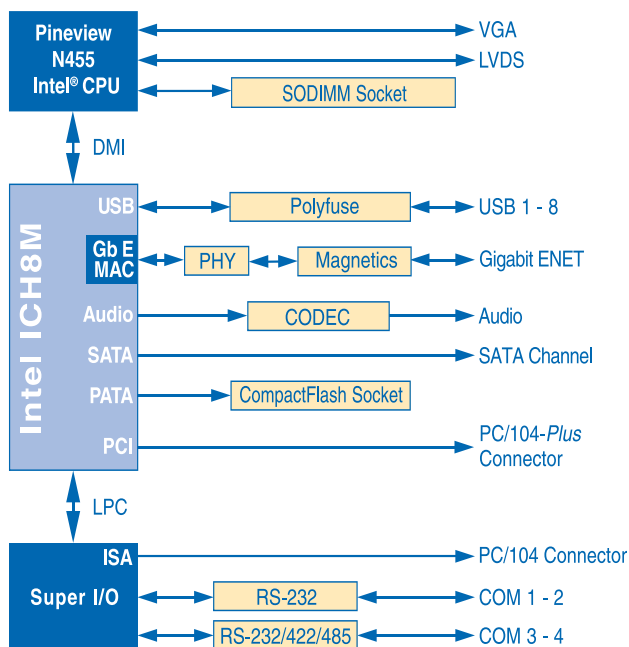 Pineview
N455
Intel® CPU
VGA
LVDS
SODIMM Socket
DMI
Intel ICH8M
USB
Polyfuse
USB 1 - 8
Gb E
MAC
PHY
Magnetics
Gigabit ENET
Audio
CODEC
Audio
SATA
SATA Channel
PATA
CompactFlash Socket
PCI
PC/104-Plus
Connector
LPC
ISA
PC/104 Connector
Super I/O
RS-232
COM 1 - 2
RS-232/422/485
COM 3 - 4